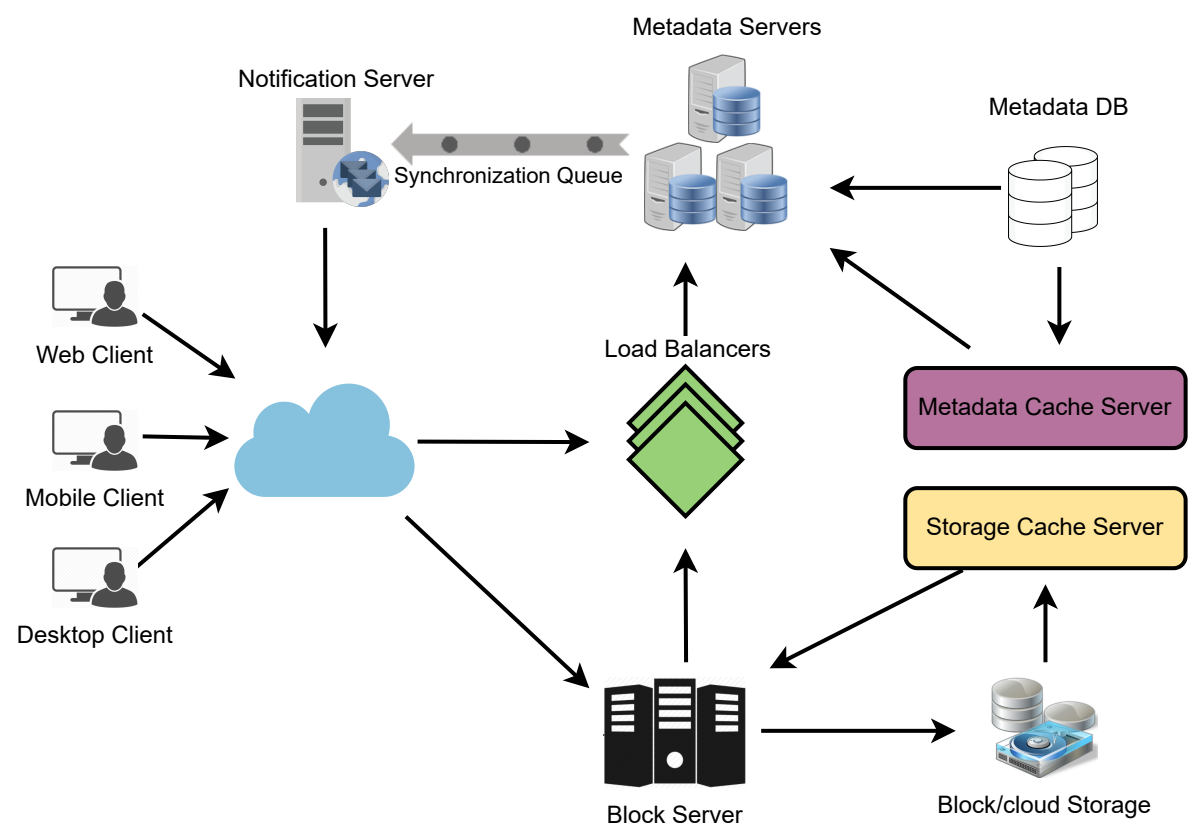 Metadata Servers
Notification Server
Metadata DB
Synchronization Queue
Web Client
Load Balancers
Metadata Cache Server
Mobile Client
Storage Cache Server
Desktop Client
Block Server
Block/cloud Storage